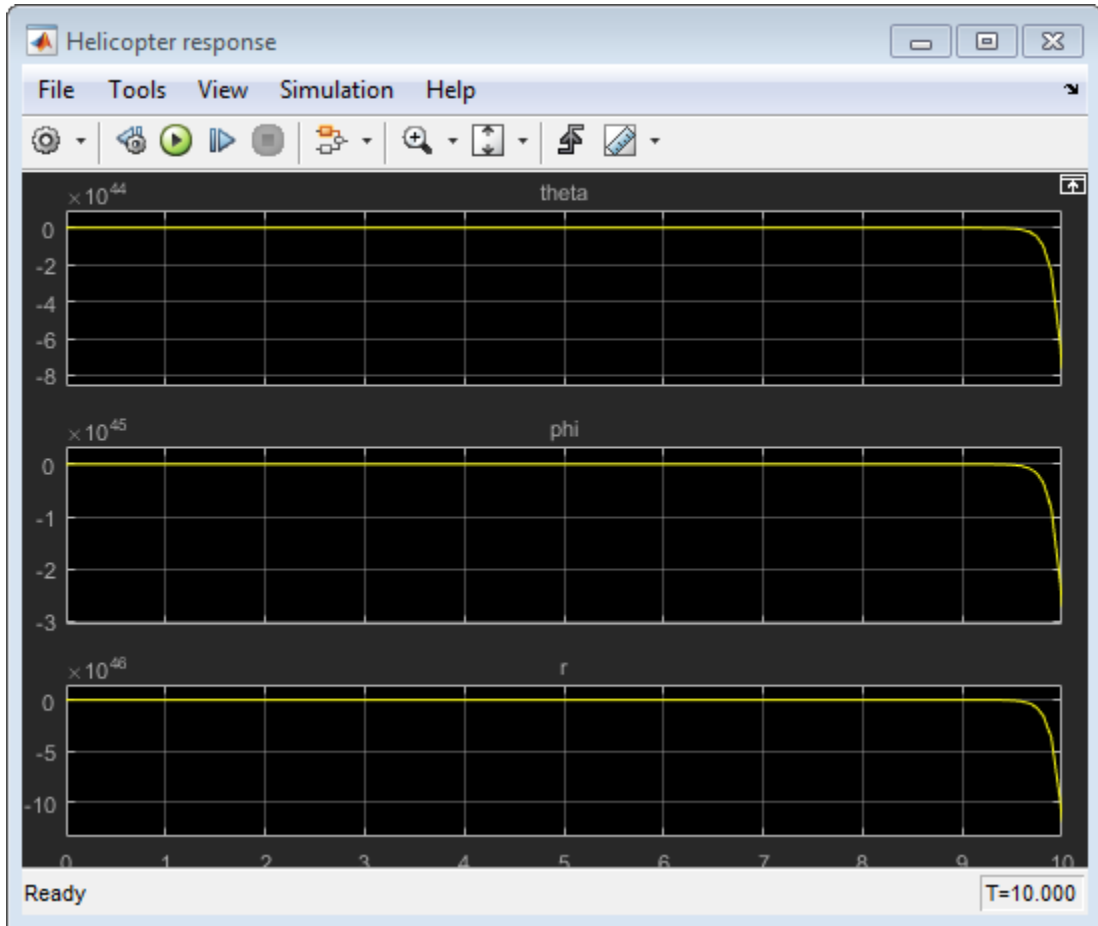 Helicopter response
File Tools View Simulation Help
×10^44
theta
0
-2
-4
-6
-8
×10^45
phi
0
-1
-2
-3
×10^46
r
0
-5
-10
0 1 2 3 4 5 6 7 8 9 10
Ready T=10.000